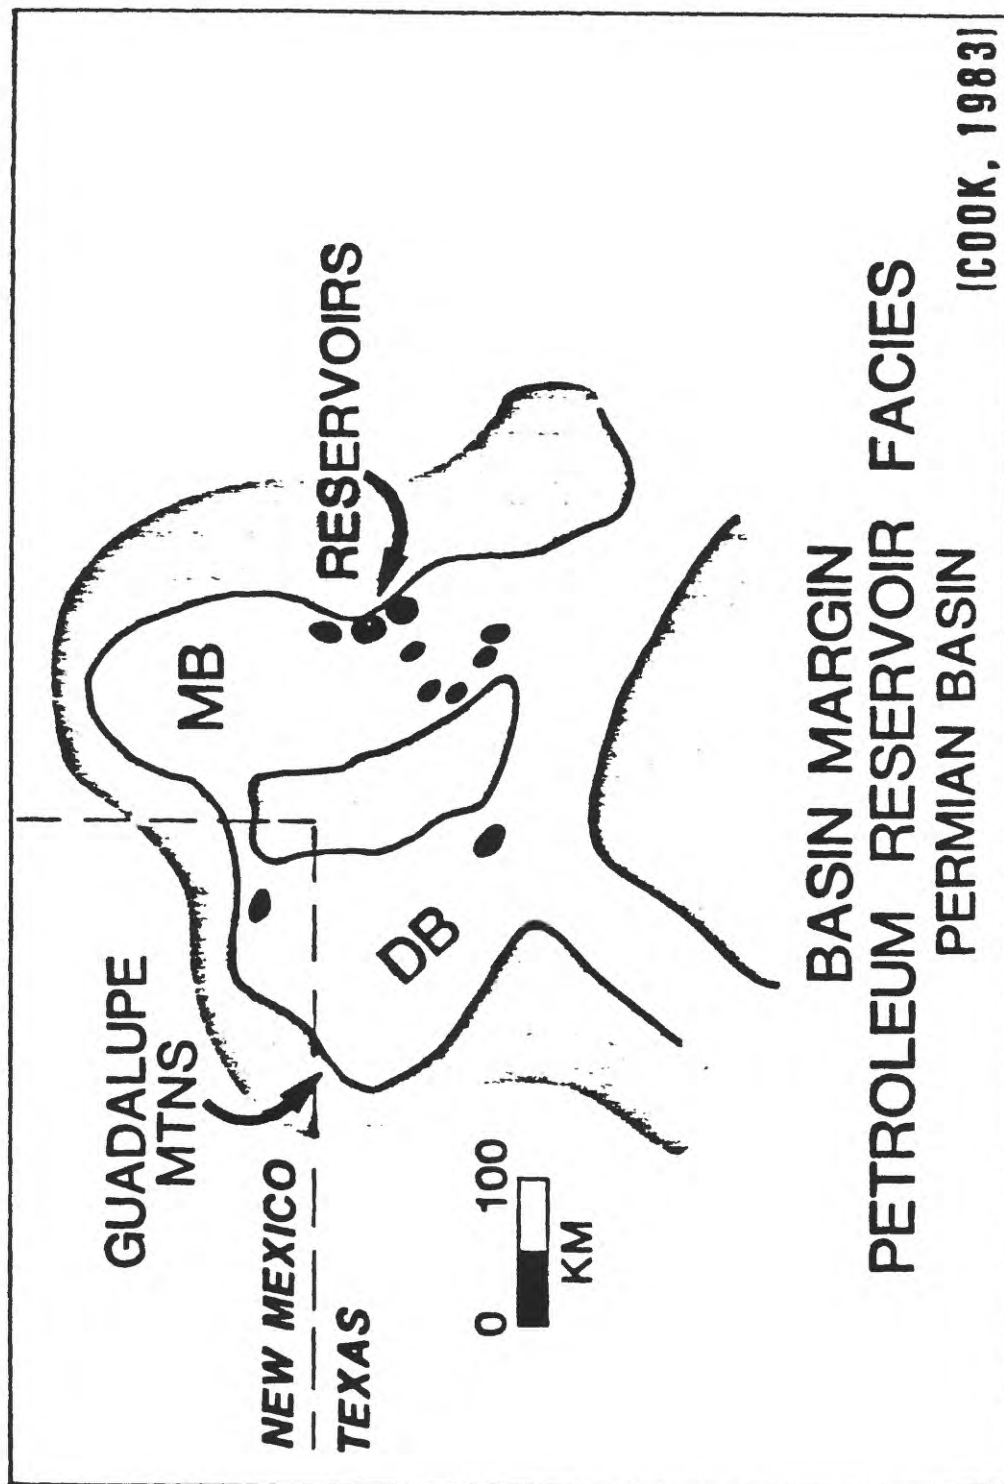 GUADALUPE
MTNS
RESERVOIRS
MB
DB
NEW MEXICO
TEXAS
0 100
KM
BASIN MARGIN
PETROLEUM RESERVOIR FACIES
PERMIAN BASIN
[COOK, 1983]